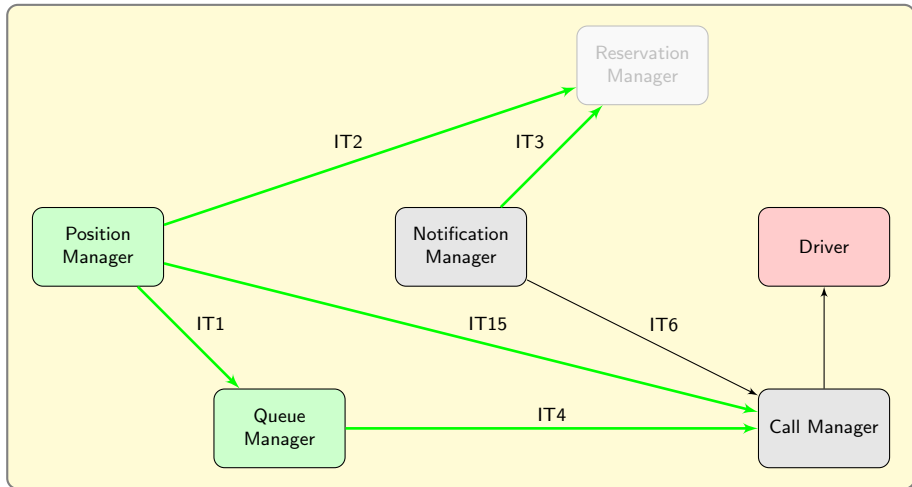 Reservation
Manager
IT2
IT3
Position
Manager
Notification
Manager
Driver
IT1
IT15
IT6
Queue
Manager
IT4
Call Manager